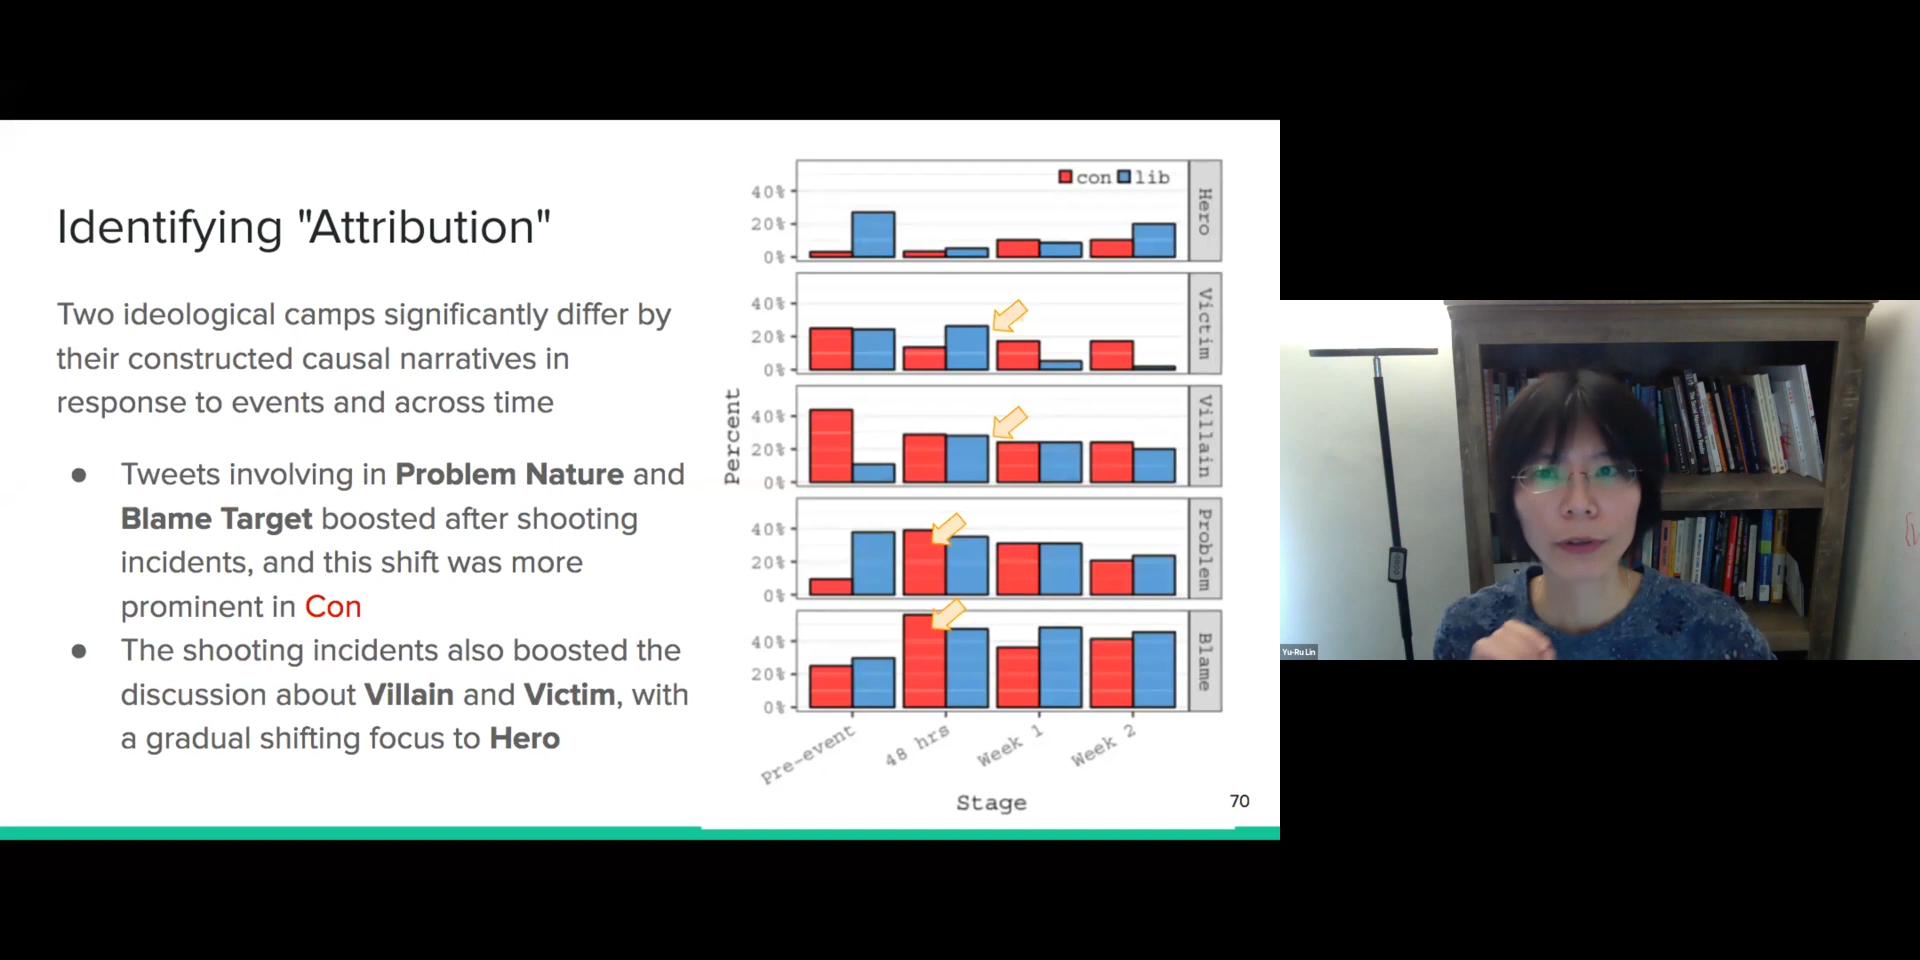 Identifying "Attribution"
Two ideological camps significantly differ by
their constructed causal narratives in
response to events and across time
● Tweets involving in Problem Nature and
Blame Target boosted after shooting
incidents, and this shift was more
prominent in Con
● The shooting incidents also boosted the
discussion about Villain and Victim, with
a gradual shifting focus to Hero
Percent
con lib
40%
20%
0%
Hero
40%
20%
0%
Victim
40%
20%
0%
Villain
40%
20%
0%
Problem
40%
20%
0%
Blame
Pre-event
48 hrs
Week 1
Week 2
Stage
70
Yu-Ru Lin